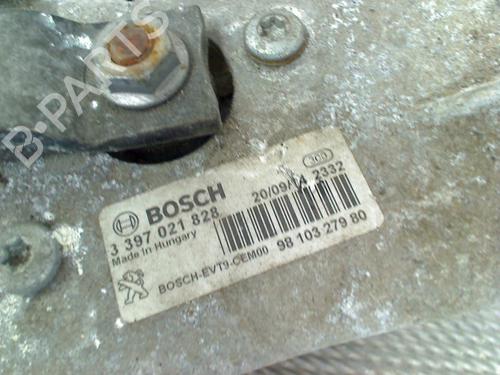 B-PARTS
BOSCH
3 397 021 828
Made in Hungary
20/09/14 2332
BOSCH-EVT9-CEM00
98 103 279 80